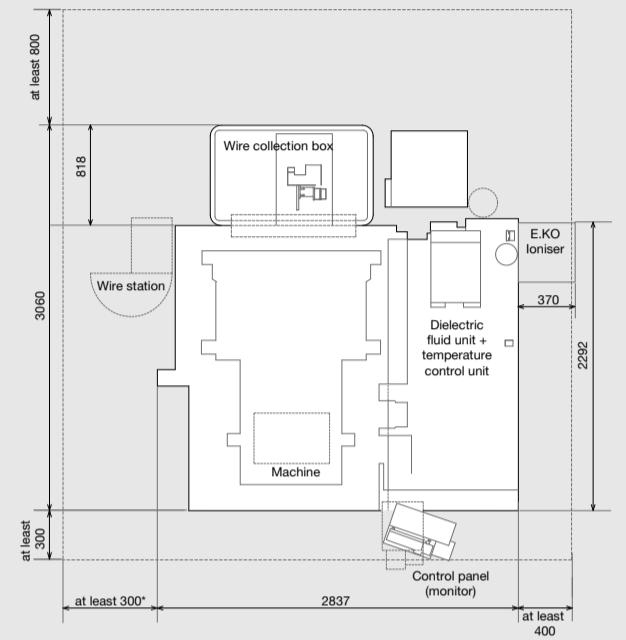 at least 800
Wire collection box
818
E.KO
Ioniser
Wire station
370
3060
Dielectric
fluid unit +
temperature
control unit
2292
Machine
at least
300
Control panel
(monitor)
at least 300*
2837
at least
400